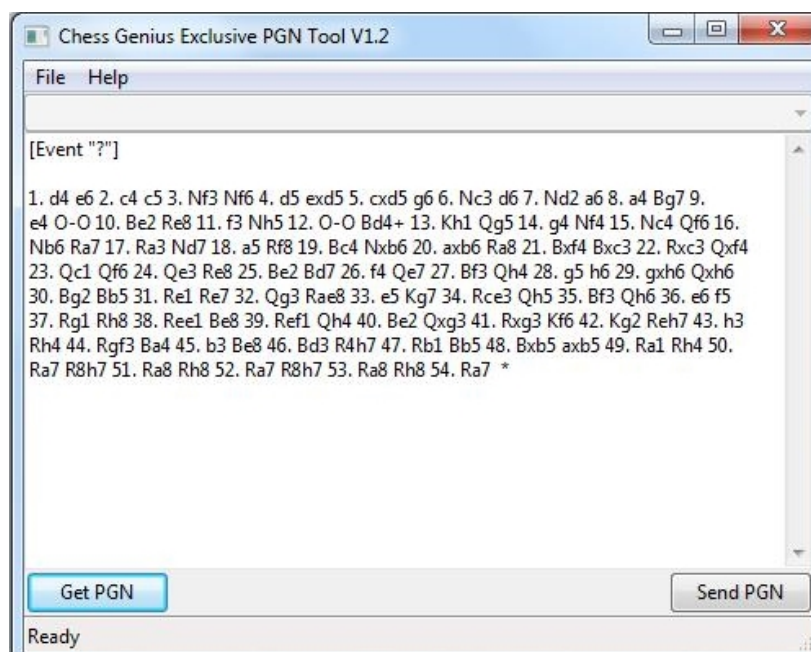 Chess Genius Exclusive PGN Tool V1.2
File Help
[Event "?"]
1. d4 e6 2. c4 c5 3. Nf3 Nf6 4. d5 exd5 5. cxd5 g6 6. Nc3 d6 7. Nd2 a6 8. a4 Bg7 9.
e4 O-O 10. Be2 Re8 11. f3 Nh5 12. O-O Bd4+ 13. Kh1 Qg5 14. g4 Nf4 15. Nc4 Qf6 16.
Nb6 Ra7 17. Ra3 Nd7 18. a5 Rf8 19. Bc4 Nxb6 20. axb6 Ra8 21. Bxf4 Bxc3 22. Rxc3 Qxf4
23. Qc1 Qf6 24. Qe3 Re8 25. Be2 Bd7 26. f4 Qe7 27. Bf3 Qh4 28. g5 h6 29. gxh6 Qxh6
30. Bg2 Bb5 31. Re1 Re7 32. Qg3 Rae8 33. e5 Kg7 34. Rce3 Qh5 35. Bf3 Qh6 36. e6 f5
37. Rg1 Rh8 38. Ree1 Be8 39. Ref1 Qh4 40. Be2 Qxg3 41. Rxg3 Kf6 42. Kg2 Reh7 43. h3
Rh4 44. Rgf3 Ba4 45. b3 Be8 46. Bd3 R4h7 47. Rb1 Bb5 48. Bxb5 axb5 49. Ra1 Rh4 50.
Ra7 R8h7 51. Ra8 Rh8 52. Ra7 R8h7 53. Ra8 Rh8 54. Ra7 *
Get PGN Send PGN
Ready